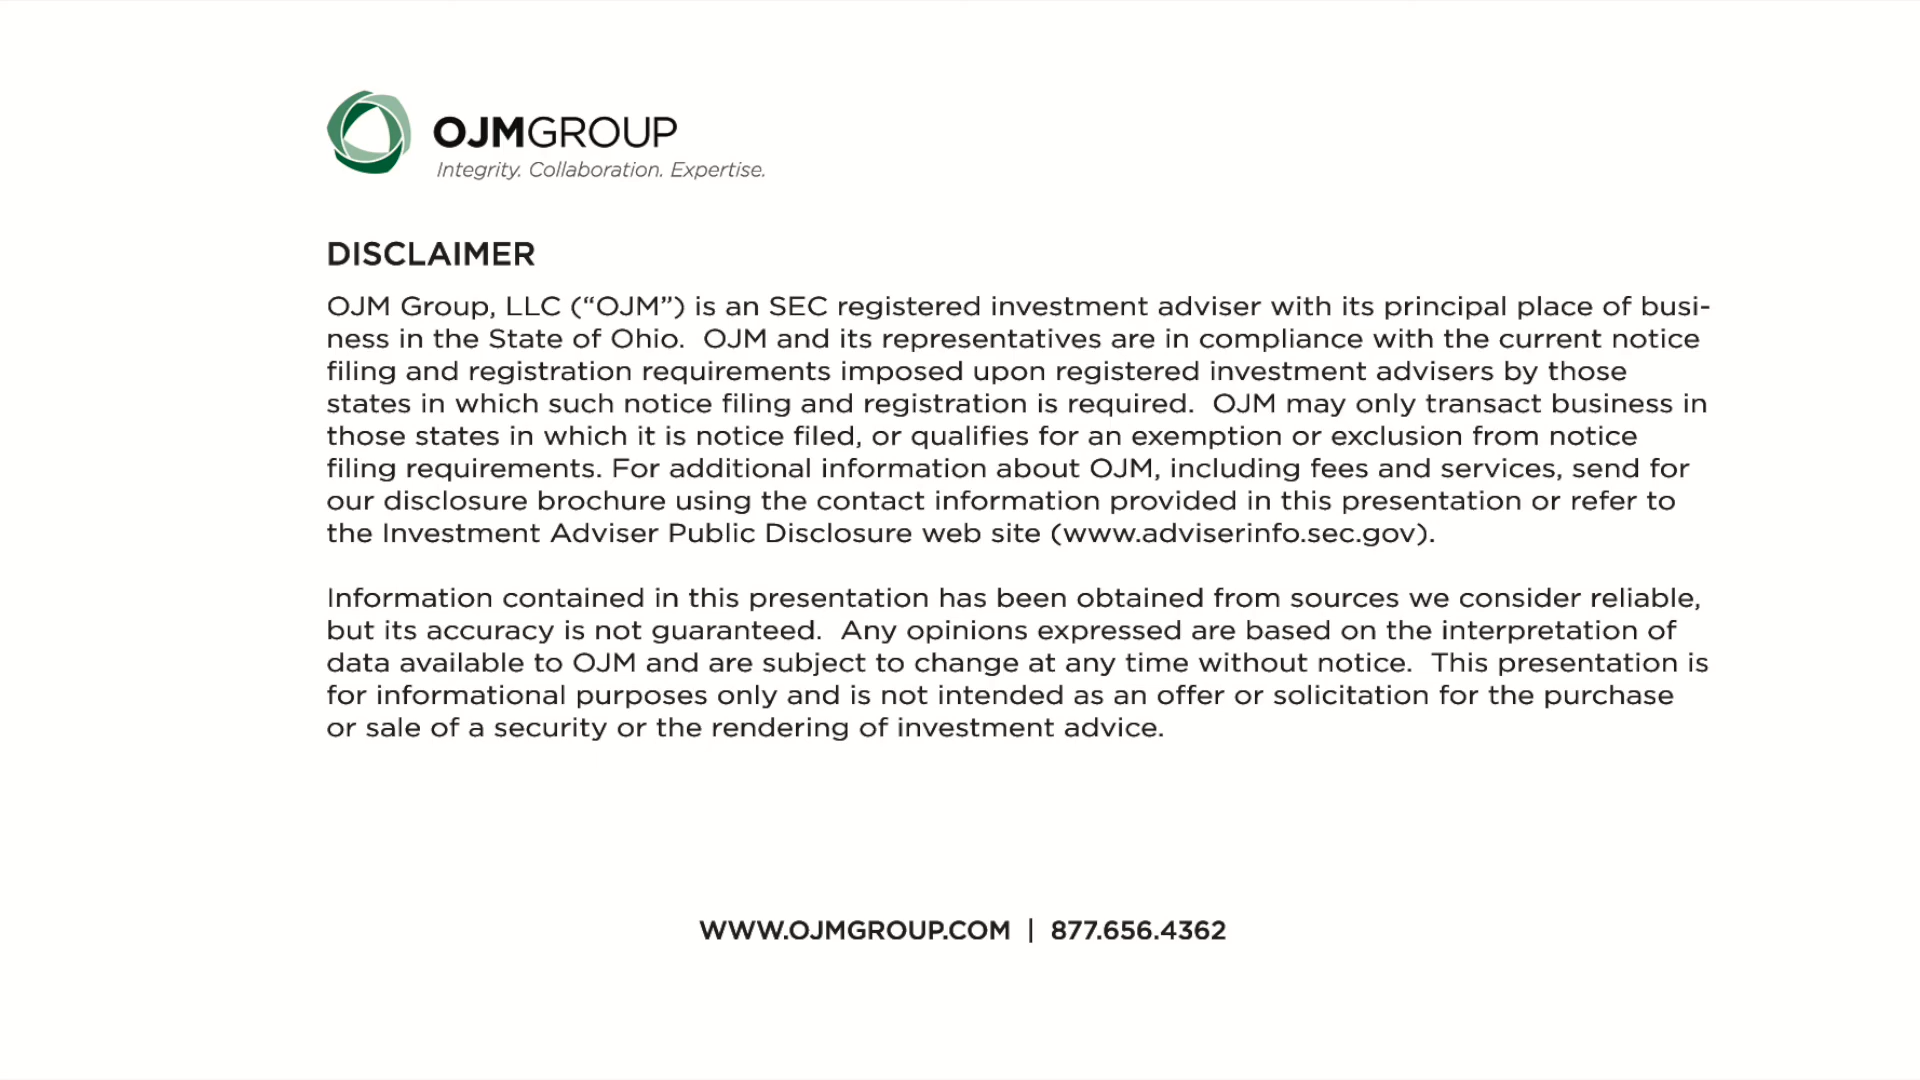 OJMGROUP
Integrity. Collaboration. Expertise.
DISCLAIMER
OJM Group, LLC (“OJM”) is an SEC registered investment adviser with its principal place of busi-
ness in the State of Ohio.  OJM and its representatives are in compliance with the current notice
filing and registration requirements imposed upon registered investment advisers by those
states in which such notice filing and registration is required.  OJM may only transact business in
those states in which it is notice filed, or qualifies for an exemption or exclusion from notice
filing requirements. For additional information about OJM, including fees and services, send for
our disclosure brochure using the contact information provided in this presentation or refer to
the Investment Adviser Public Disclosure web site (www.adviserinfo.sec.gov).
Information contained in this presentation has been obtained from sources we consider reliable,
but its accuracy is not guaranteed.  Any opinions expressed are based on the interpretation of
data available to OJM and are subject to change at any time without notice.  This presentation is
for informational purposes only and is not intended as an offer or solicitation for the purchase
or sale of a security or the rendering of investment advice.
WWW.OJMGROUP.COM | 877.656.4362